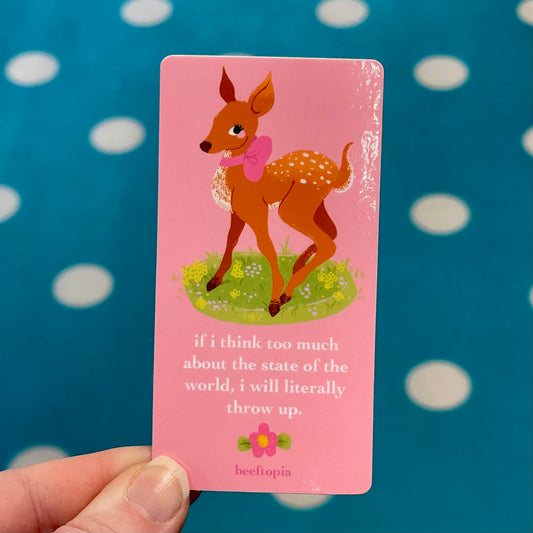 if i think too much
about the state of the
world, i will literally
throw up.
beeftopia